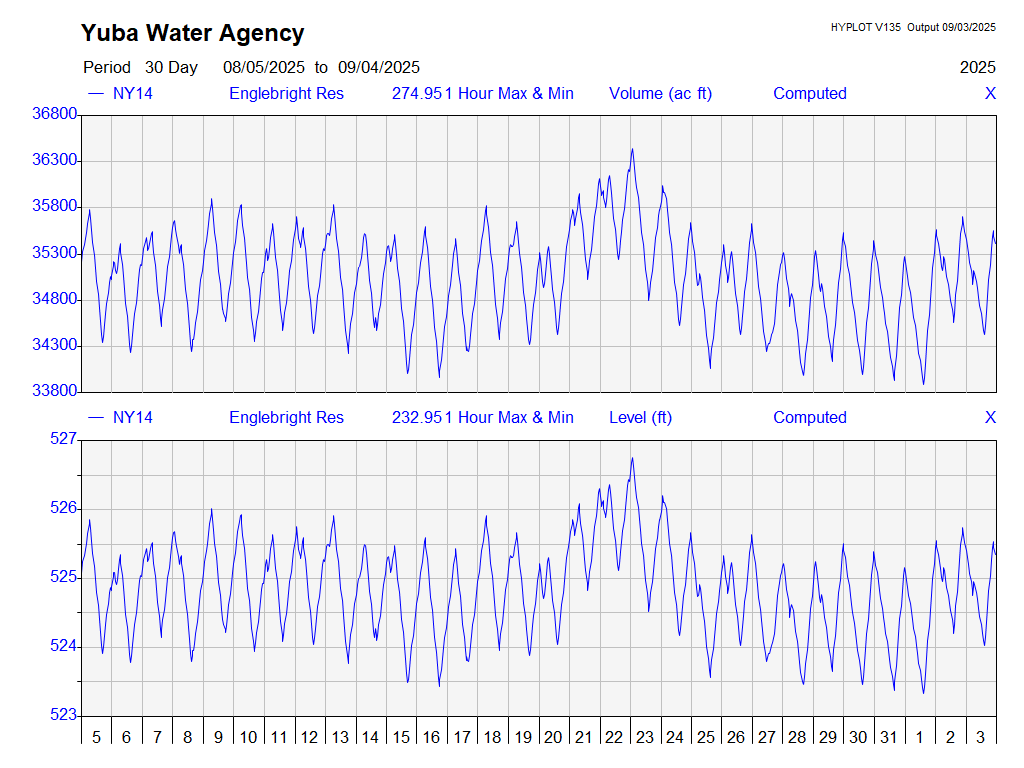 Yuba Water Agency
HYPLOT V135 Output 09/03/2025
Period 30 Day 08/05/2025 to 09/04/2025 2025
NY14 Englebright Res 274.951 Hour Max & Min Volume (ac ft) Computed X
36800
36300
35800
35300
34800
34300
33800
NY14 Englebright Res 232.951 Hour Max & Min Level (ft) Computed X
527
526
525
524
523
5 6 7 8 9 10 11 12 13 14 15 16 17 18 19 20 21 22 23 24 25 26 27 28 29 30 31 1 2 3